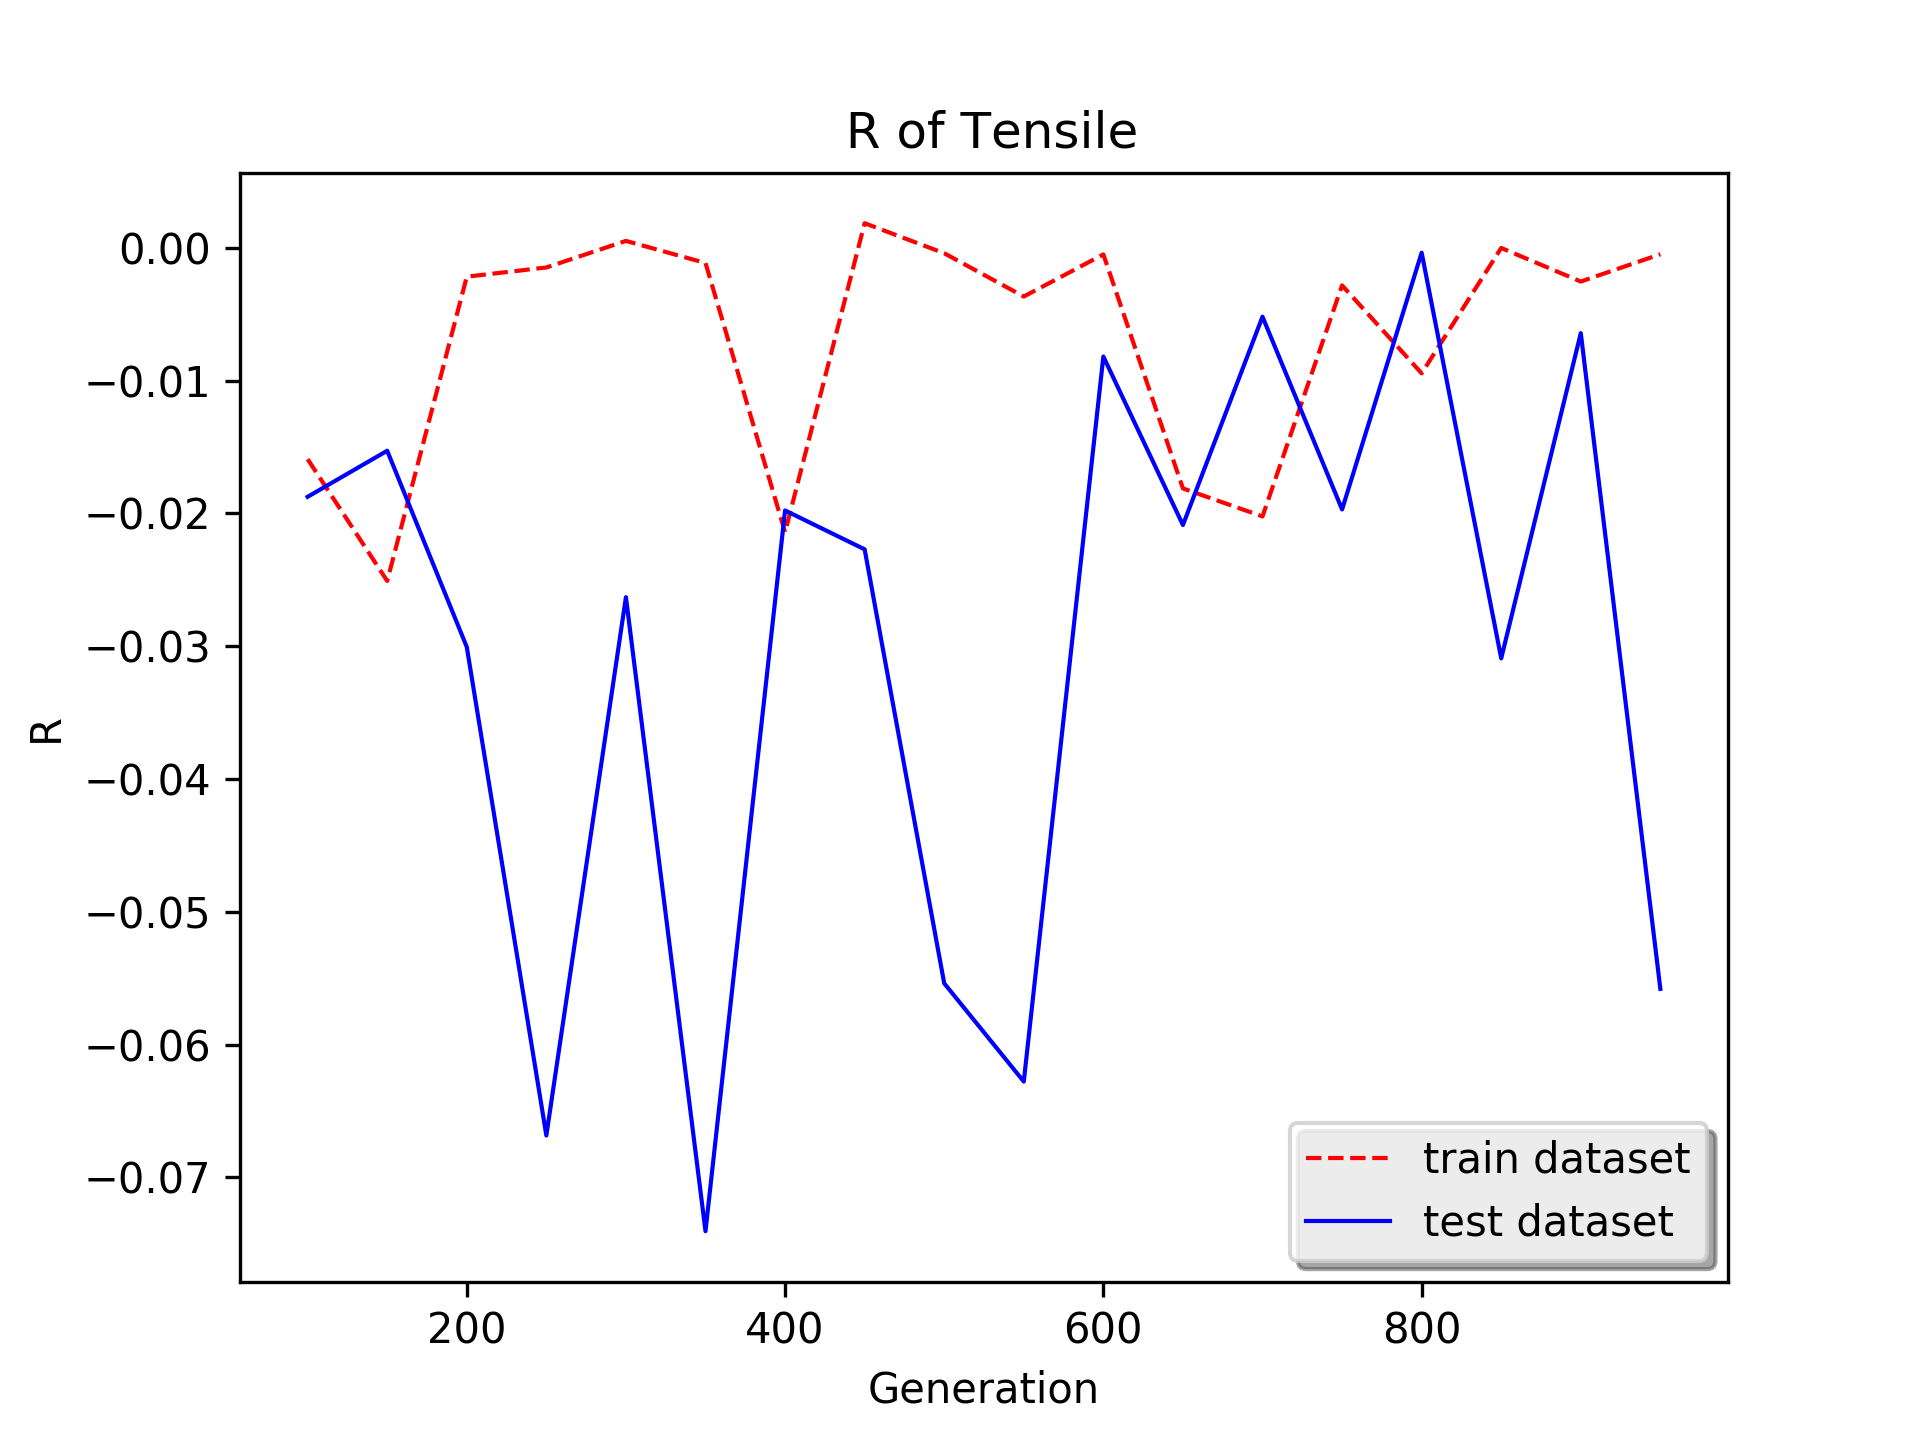 R of Tensile
0.00
−0.01
−0.02
−0.03
−0.04
−0.05
−0.06
−0.07
R
200 400 600 800
Generation
train dataset
test dataset